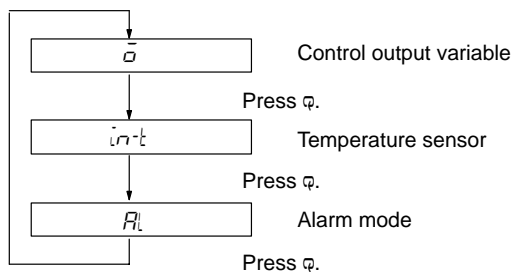 ō
Control output variable
Press
in-t
Temperature sensor
Press
AL
Alarm mode
Press